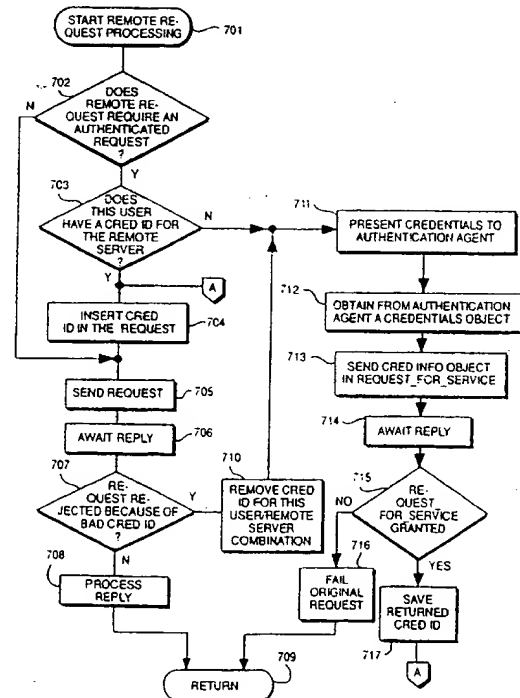 START REMOTE RE-
QUEST PROCESSING
701
702
DOES
REMOTE RE-
QUEST REQUIRE AN
AUTHENTICATED
REQUEST
?
N
Y
703
DOES
THIS USER
HAVE A CRED ID FOR
THE REMOTE
SERVER
?
N
Y
A
INSERT CRED
ID IN THE REQUEST
704
SEND REQUEST
705
AWAIT REPLY
706
707
RE-
QUEST RE-
JECTED BECAUSE OF
BAD CRED ID
?
Y
N
708
PROCESS
REPLY
710
REMOVE CRED
ID FOR THIS
USER/REMOTE
SERVER
COMBINATION
711
PRESENT CREDENTIALS TO
AUTHENTICATION AGENT
712
OBTAIN FROM AUTHENTICATION
AGENT A CREDENTIALS OBJECT
713
SEND CRED INFO OBJECT
IN REQUEST_FOR_SERVICE
714
AWAIT REPLY
715
RE-
QUEST
FOR_SERVICE
GRANTED
NO
YES
716
FAIL
ORIGINAL
REQUEST
SAVE
RETURNED
CRED ID
717
A
RETURN
709